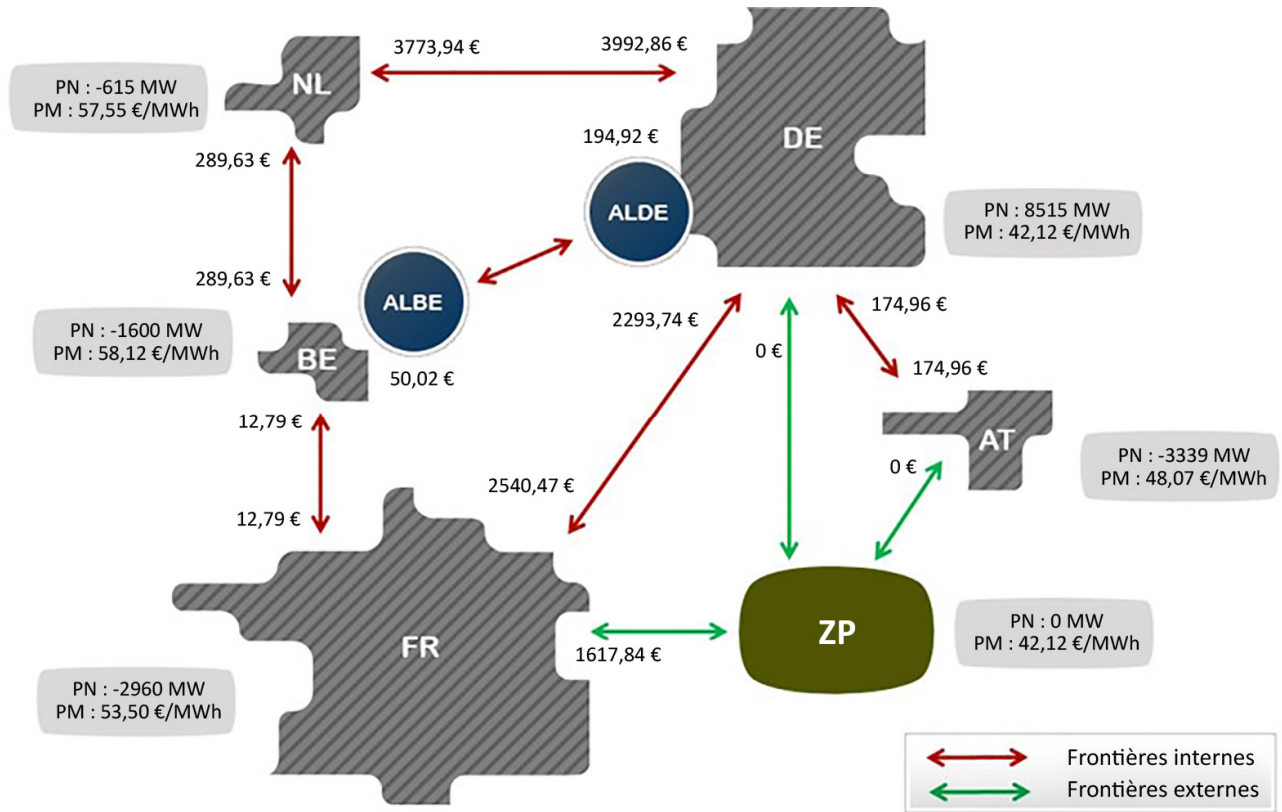 3773,94 €
3992,86 €
NL
PN : -615 MW
PM : 57,55 €/MWh
DE
194,92 €
289,63 €
ALDE
PN : 8515 MW
PM : 42,12 €/MWh
289,63 €
ALBE
PN : -1600 MW
PM : 58,12 €/MWh
2293,74 €
174,96 €
0 €
BE
50,02 €
174,96 €
12,79 €
AT
PN : -3339 MW
PM : 48,07 €/MWh
0 €
2540,47 €
12,79 €
FR
ZP
PN : 0 MW
PM : 42,12 €/MWh
1617,84 €
PN : -2960 MW
PM : 53,50 €/MWh
Frontières internes
Frontières externes